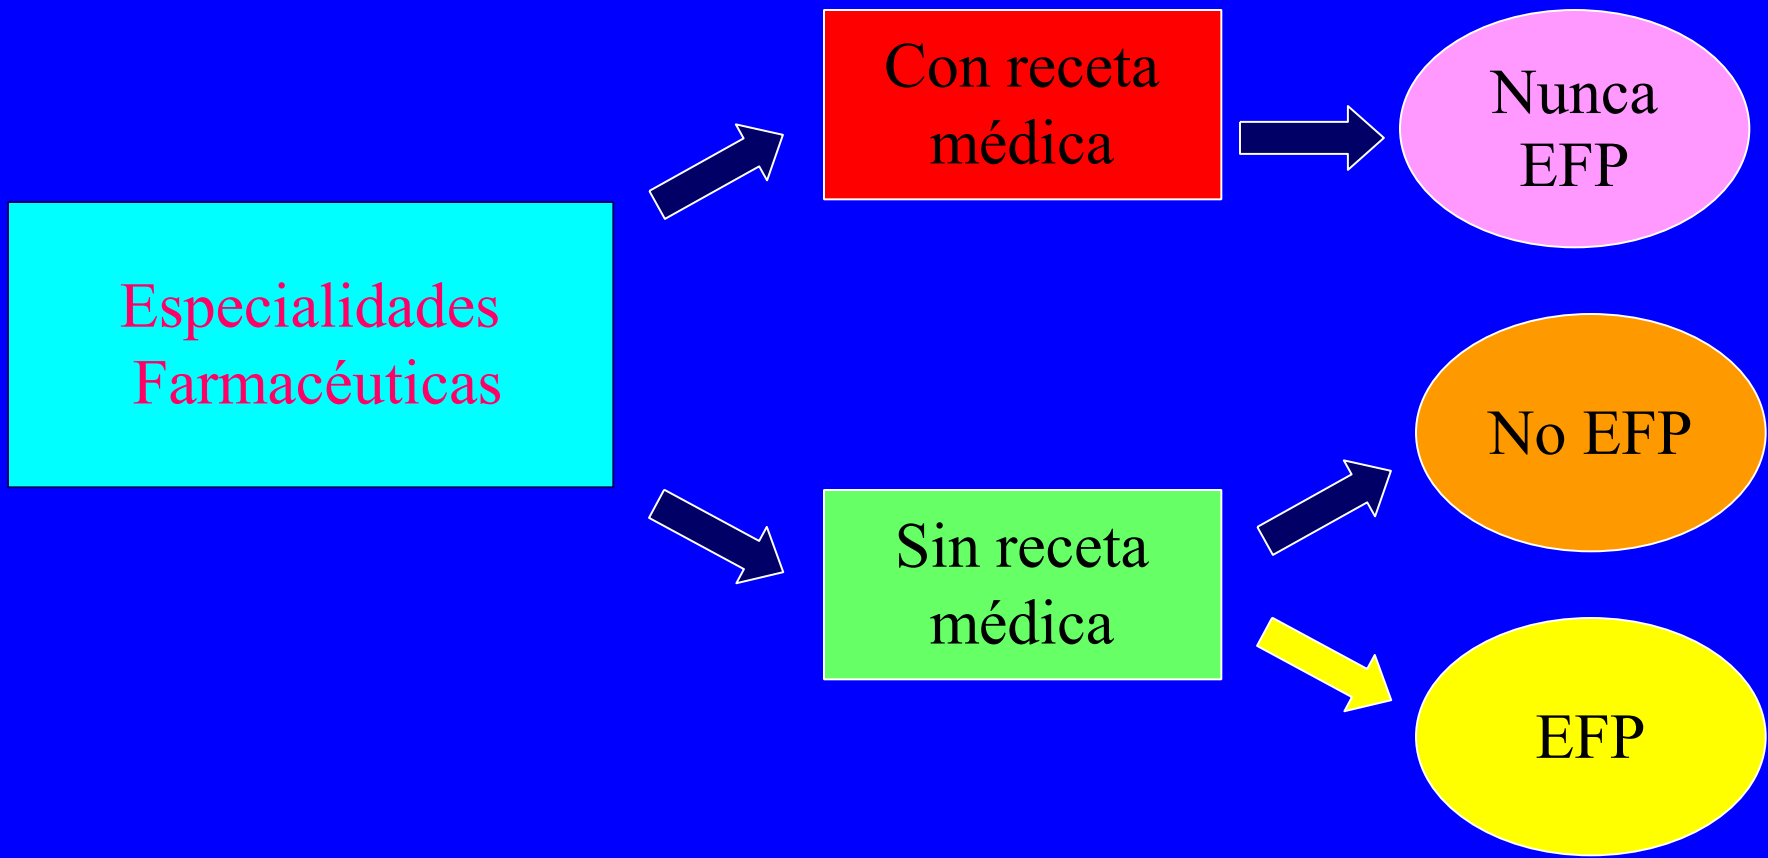 Con receta
médica
Nunca
EFP
Especialidades
Farmacéuticas
No EFP
Sin receta
médica
EFP